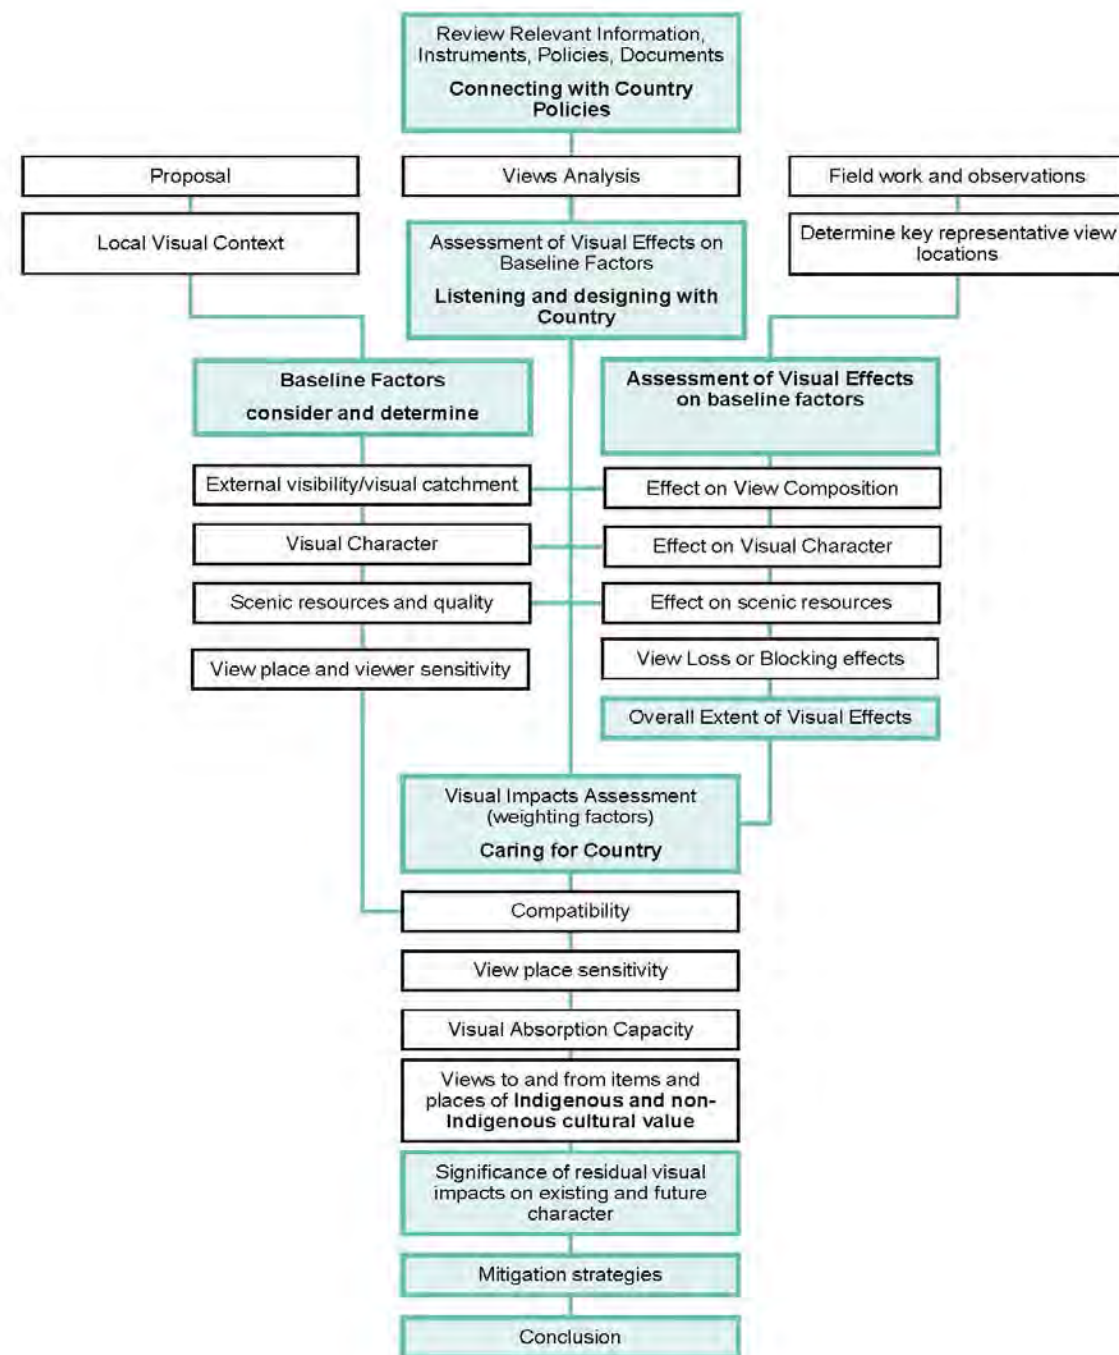 Review Relevant Information,
Instruments, Policies, Documents
Connecting with Country
Policies
Proposal
Views Analysis
Field work and observations
Local Visual Context
Assessment of Visual Effects on
Baseline Factors
Listening and designing with
Country
Determine key representative view
locations
Baseline Factors
consider and determine
Assessment of Visual Effects
on baseline factors
External visibility/visual catchment
Effect on View Composition
Visual Character
Effect on Visual Character
Scenic resources and quality
Effect on scenic resources
View place and viewer sensitivity
View Loss or Blocking effects
Overall Extent of Visual Effects
Visual Impacts Assessment
(weighting factors)
Caring for Country
Compatibility
View place sensitivity
Visual Absorption Capacity
Views to and from items and
places of Indigenous and non-
Indigenous cultural value
Significance of residual visual
impacts on existing and future
character
Mitigation strategies
Conclusion